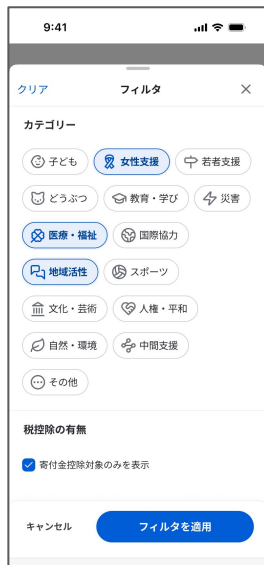 9:41
クリア フィルタ
カテゴリー
子ども 女性支援 若者支援
どうぶつ 教育・学び 災害
医療・福祉 国際協力
地域活性 スポーツ
文化・芸術 人権・平和
自然・環境 中間支援
その他
税控除の有無
寄付金控除対象のみを表示
キャンセル フィルタを適用